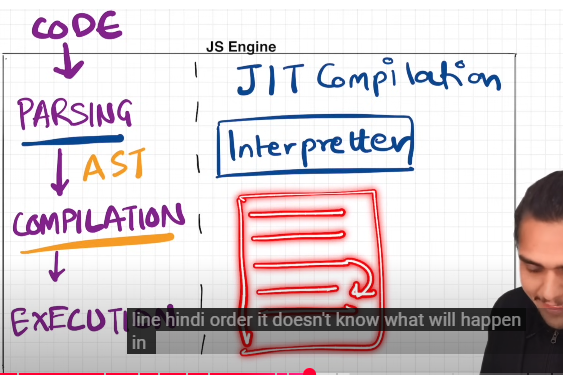 CODE
JS Engine
JIT Compilation
PARSING
Interpretter
AST
COMPILATION
EXECUTION
line hindi order it doesn't know what will happen
in